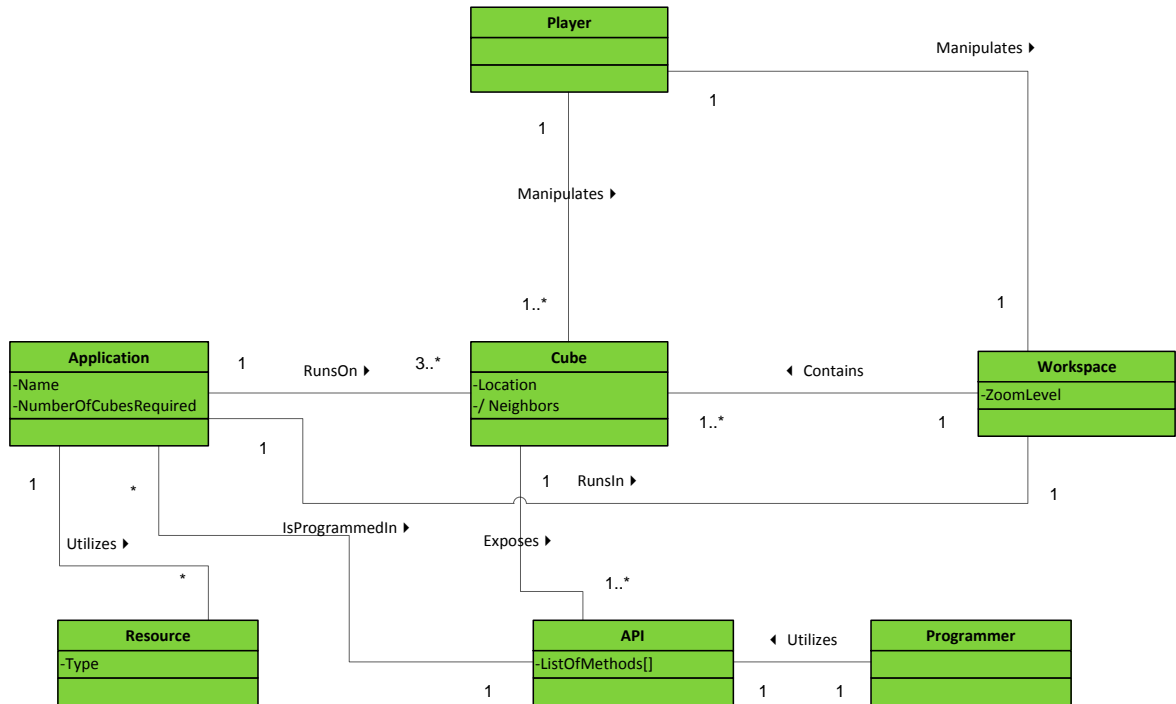 Player
Manipulates ▶
1
1
Manipulates ▶
1..*
1
Application
-Name
-NumberOfCubesRequired
1
RunsOn ▶
3..*
Cube
-Location
-/ Neighbors
◀ Contains
1..*
1
Workspace
-ZoomLevel
1
1
*
1
RunsIn ▶
1
IsProgrammedIn ▶
Utilizes ▶
*
Exposes ▶
1..*
Resource
-Type
API
-ListOfMethods[]
◀ Utilizes
Programmer
1
1
1